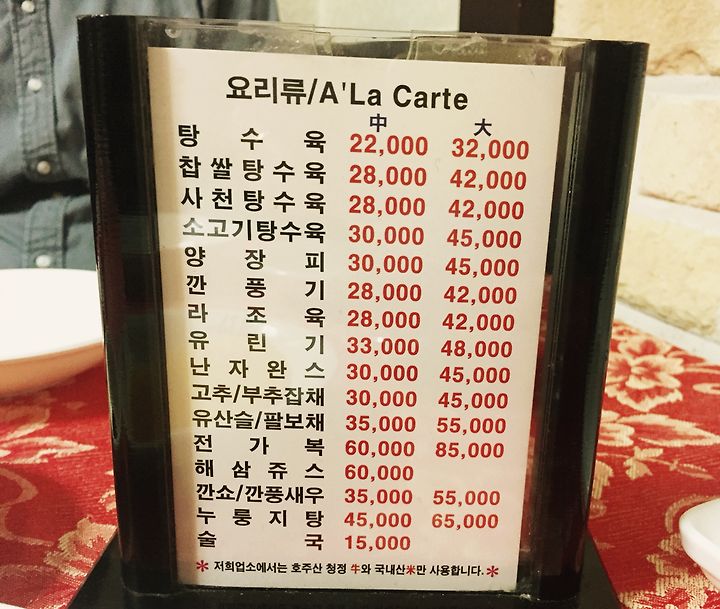 요리류/A'La Carte
中 大
탕 수 육 22,000 32,000
찹쌀탕수육 28,000 42,000
사천탕수육 28,000 42,000
소고기탕수육 30,000 45,000
양 장 피 30,000 45,000
깐 풍 기 28,000 42,000
라 조 육 28,000 42,000
유 린 기 33,000 48,000
난 자 완 스 30,000 45,000
고추/부추잡채 30,000 45,000
유산슬/팔보채 35,000 55,000
전 가 복 60,000 85,000
해 삼 쥬 스 60,000
깐쇼/깐풍새우 35,000 55,000
누 룽 지 탕 45,000 65,000
술 국 15,000
* 저희업소에서는 호주산 청정 牛와 국내산米만 사용합니다.*